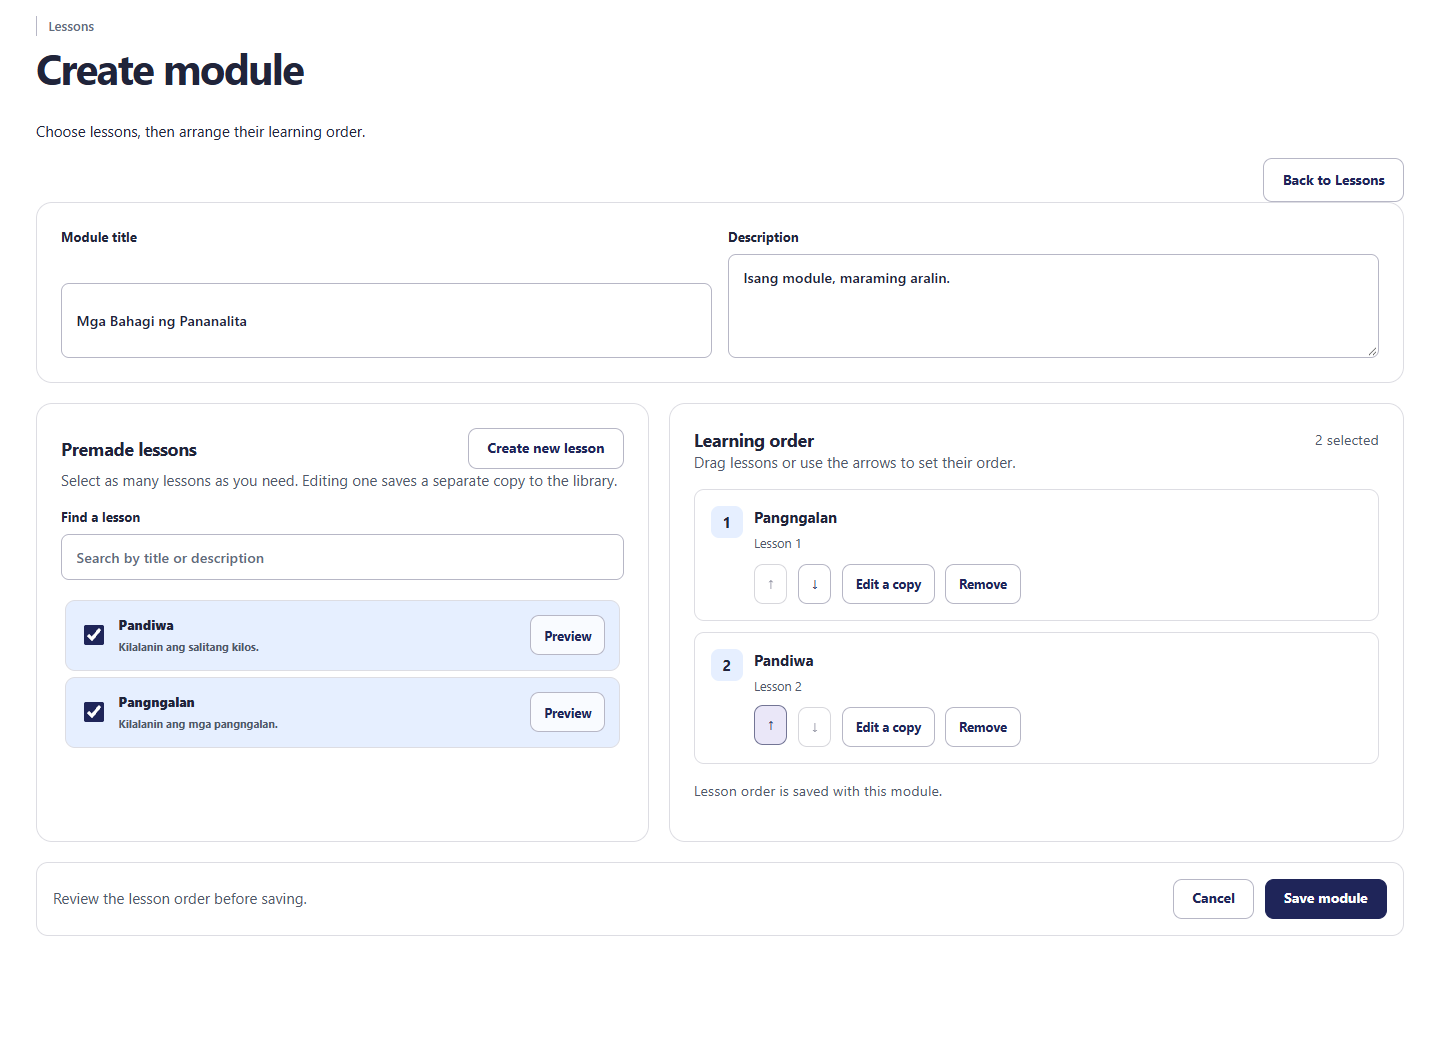 Lessons
Create module
Choose lessons, then arrange their learning order.
Back to Lessons
Module title
Mga Bahagi ng Pananalita
Description
Isang module, maraming aralin.
Premade lessons
Create new lesson
Select as many lessons as you need. Editing one saves a separate copy to the library.
Find a lesson
Search by title or description
Pandiwa
Kilalanin ang salitang kilos.
Preview
Pangngalan
Kilalanin ang mga pangngalan.
Preview
Learning order
2 selected
Drag lessons or use the arrows to set their order.
1
Pangngalan
Lesson 1
↑ ↓ Edit a copy Remove
2
Pandiwa
Lesson 2
↑ ↓ Edit a copy Remove
Lesson order is saved with this module.
Review the lesson order before saving.
Cancel
Save module